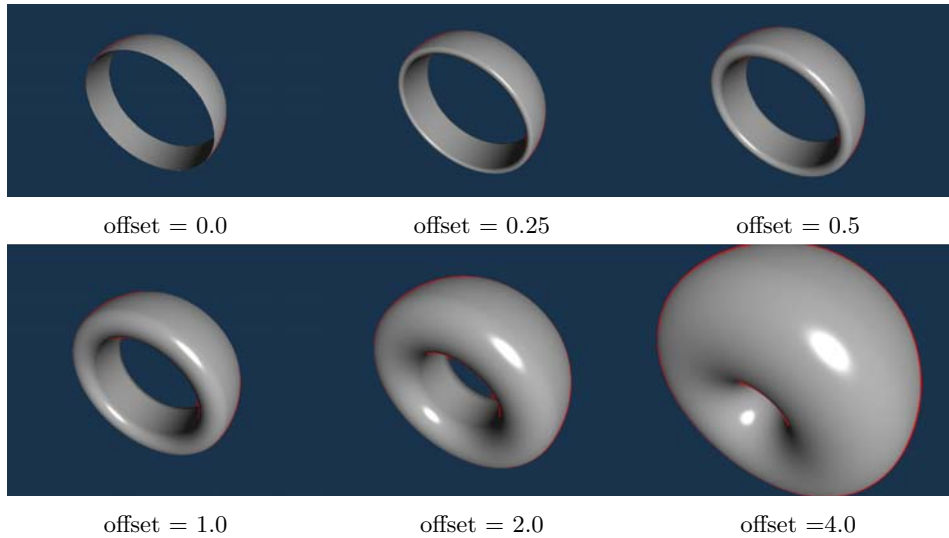 offset = 0.0 offset = 0.25 offset = 0.5
offset = 1.0 offset = 2.0 offset =4.0